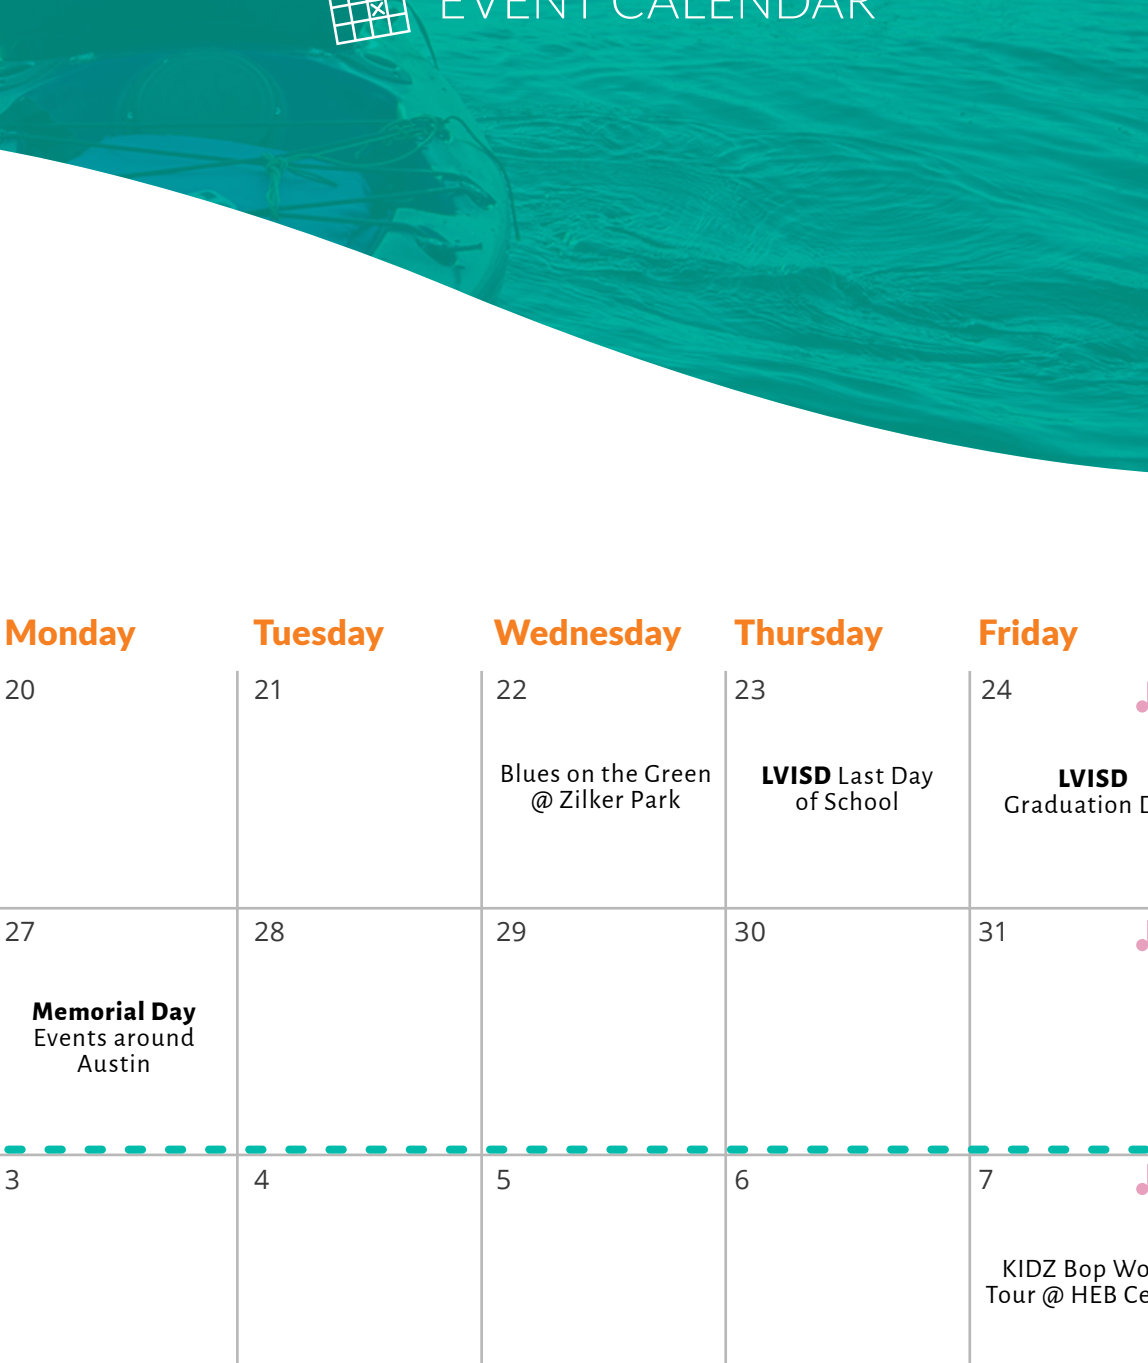 EVENT CALENDAR
Monday Tuesday Wednesday Thursday Friday
20 21 22 23 24
Blues on the Green
@ Zilker Park
LVISD Last Day
of School
LVISD
Graduation
27 28 29 30 31
Memorial Day
Events around
Austin
3 4 5 6 7
KIDZ Bop
Tour @ HEB